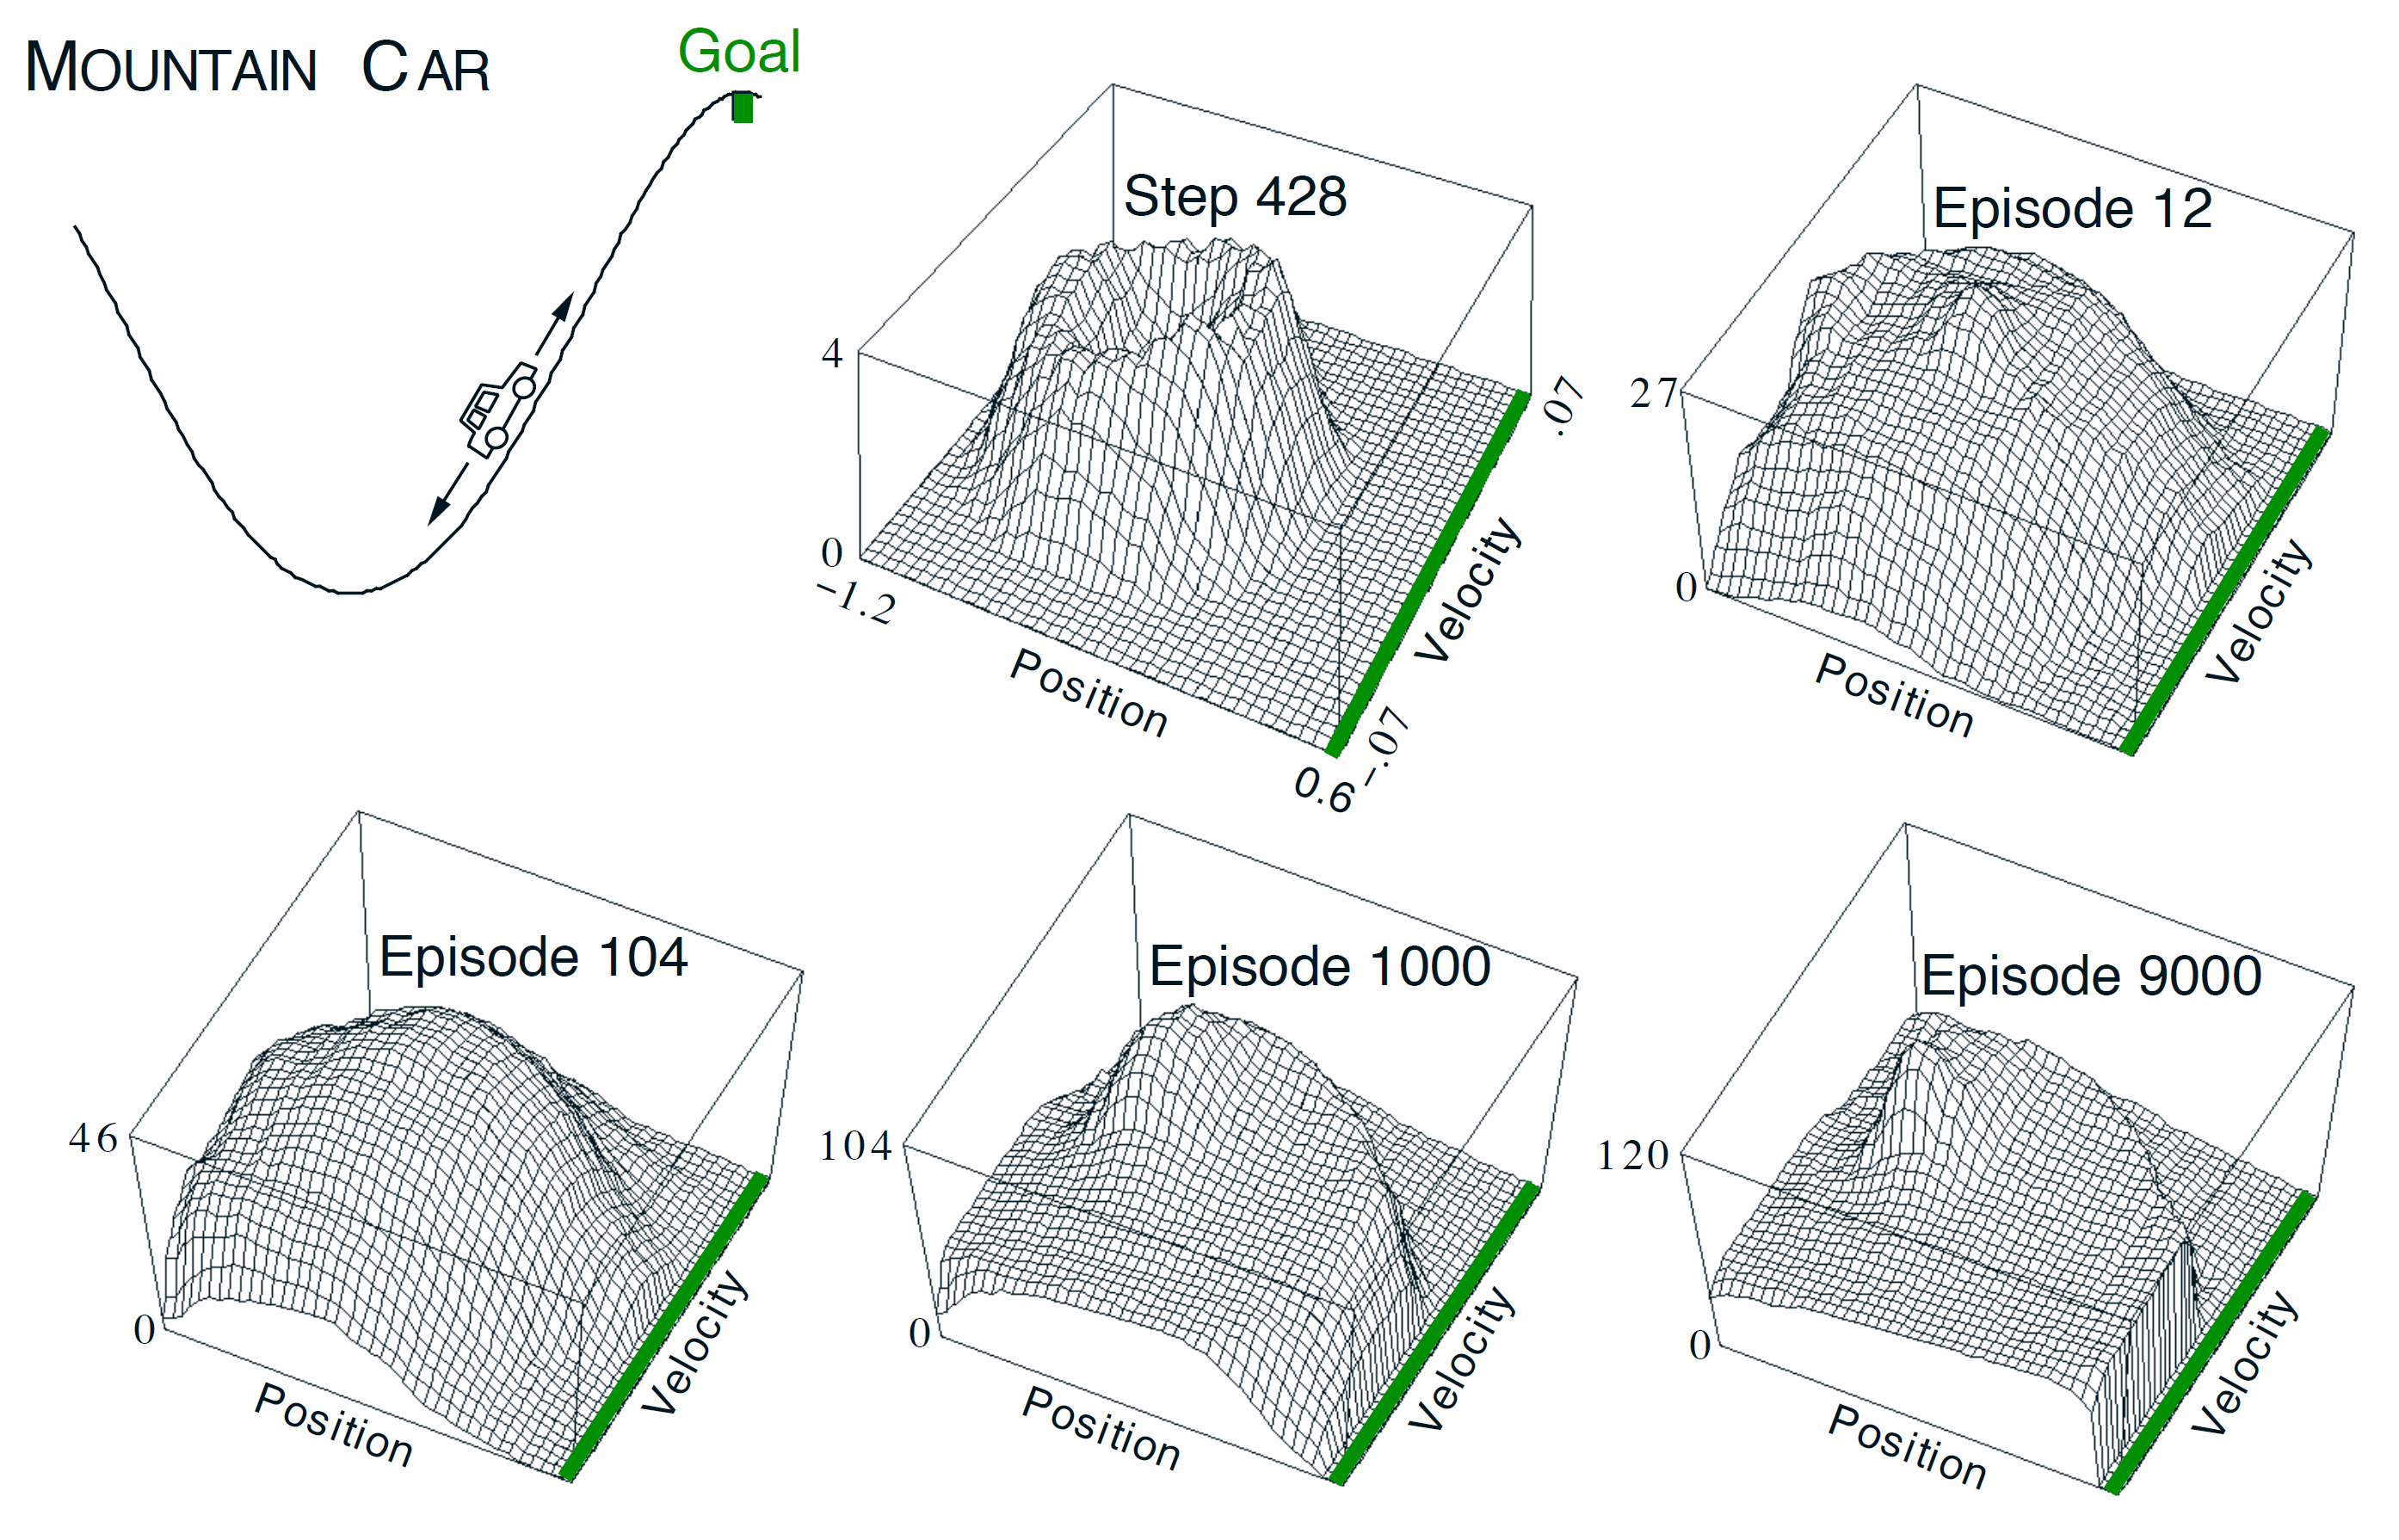 MOUNTAIN CAR
Goal
Step 428
4
0
−1.2
Position
0.6
−.07
Velocity
.07
Episode 12
27
0
Position
Velocity
Episode 104
46
0
Position
Velocity
Episode 1000
104
0
Position
Velocity
Episode 9000
120
0
Position
Velocity